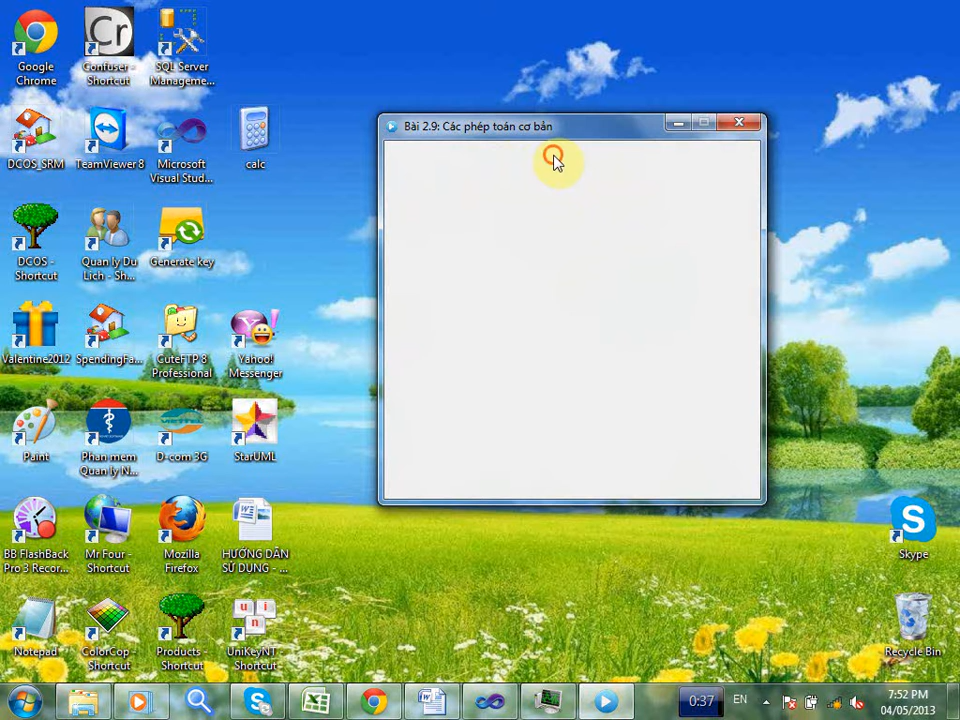 Google
Chrome
Confuser -
Shortcut
SQL Server
Manageme...
DCOS_SRM
TeamViewer 8
Microsoft
Visual Stud...
calc
DCOS -
Shortcut
Quan ly Du
Lich - Sh...
Generate key
Valentine2012
SpendingFa...
CuteFTP 8
Professional
Yahoo!
Messenger
Paint
Phan mem
Quan ly N...
D-com 3G
StarUML
BB FlashBack
Pro 3 Recor...
Mr Four -
Shortcut
Mozilla
Firefox
HƯỚNG DẪN
SỬ DỤNG - ...
Notepad
ColorCop -
Shortcut
Products -
Shortcut
UniKeyNT -
Shortcut
Bài 2.9: Các phép toán cơ bản
Skype
Recycle Bin
0:37
EN
7:52 PM
04/05/2013